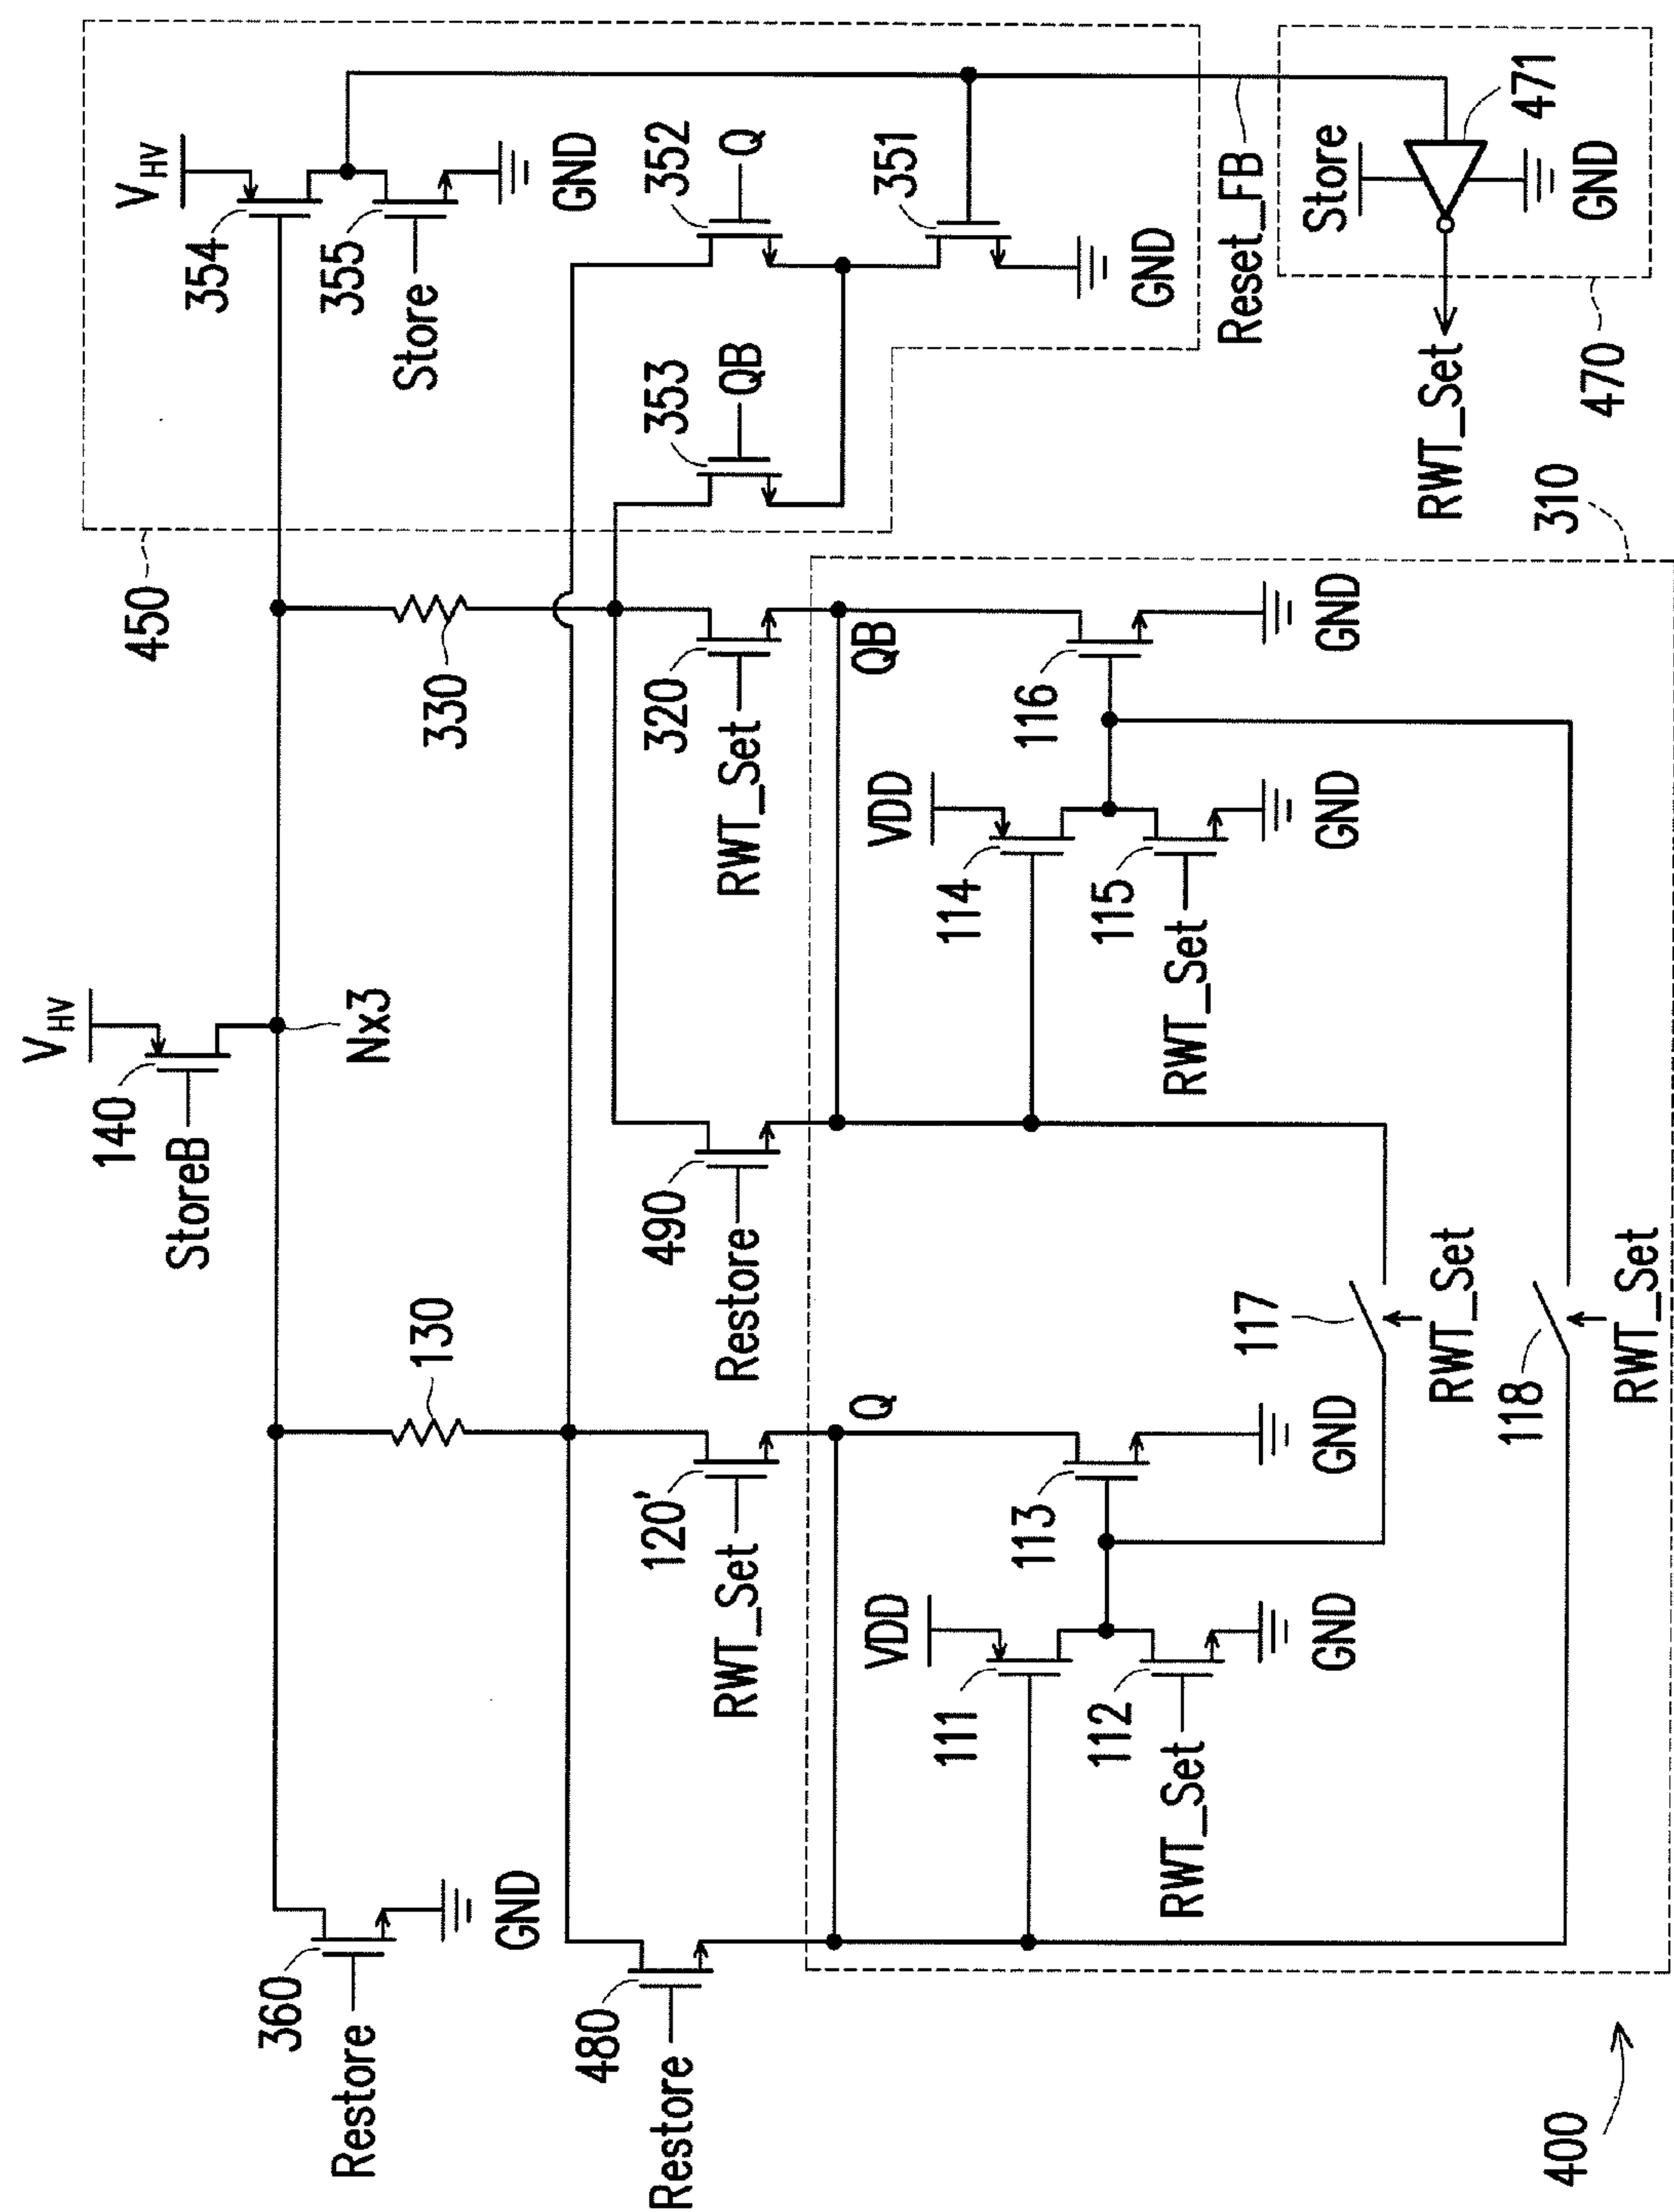 V_HV
140
StoreB
Nx3
V_HV
354
355
Store
GND
352
Q
353
QB
351
GND
450
Reset_FB
Store
471
GND
RWT_Set
470
360
Restore
GND
130
330
480
Restore
120'
RWT_Set
490
Restore
320
RWT_Set
Q
QB
310
VDD
111
112
RWT_Set
GND
113
GND
VDD
114
115
RWT_Set
GND
116
GND
117
RWT_Set
118
RWT_Set
400